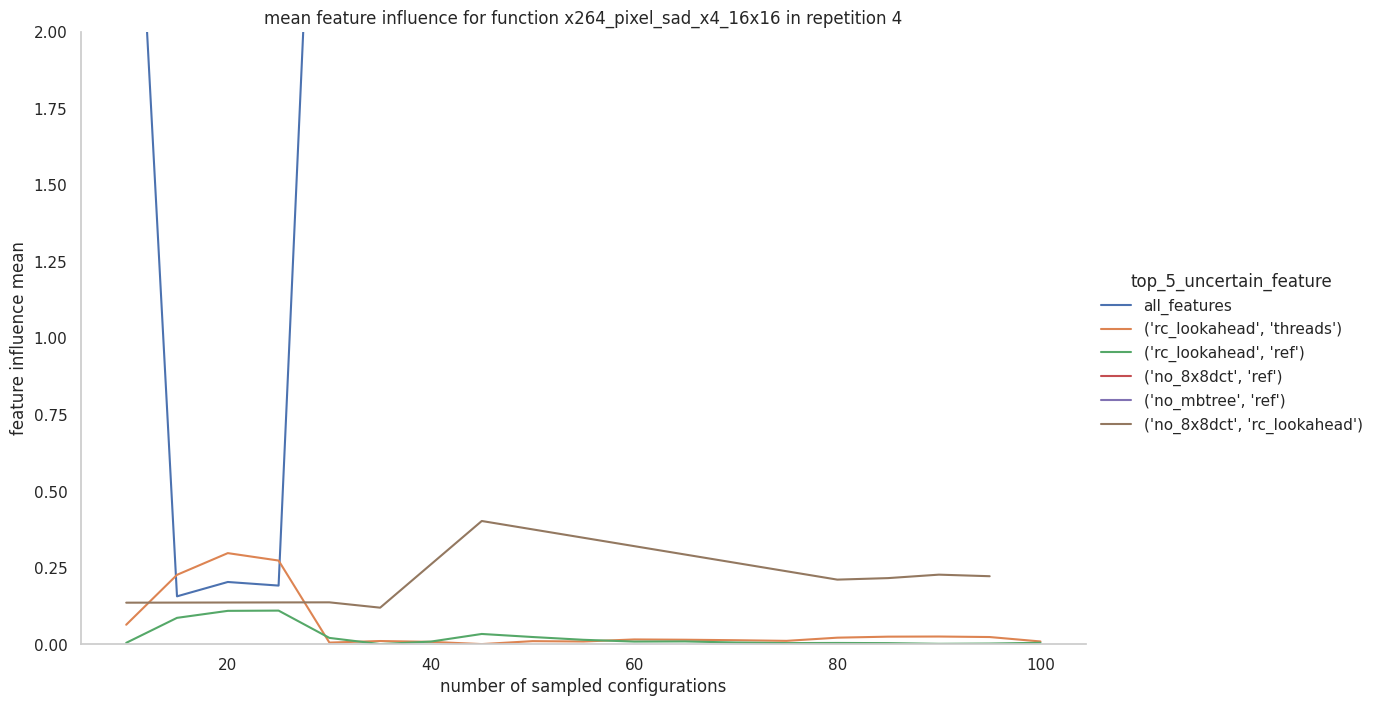 mean feature influence for function x264_pixel_sad_x4_16x16 in repetition 4
2.00
1.75
1.50
1.25
1.00
0.75
0.50
0.25
0.00
feature influence mean
20 40 60 80 100
number of sampled configurations
top_5_uncertain_feature
all_features
('rc_lookahead', 'threads')
('rc_lookahead', 'ref')
('no_8x8dct', 'ref')
('no_mbtree', 'ref')
('no_8x8dct', 'rc_lookahead')